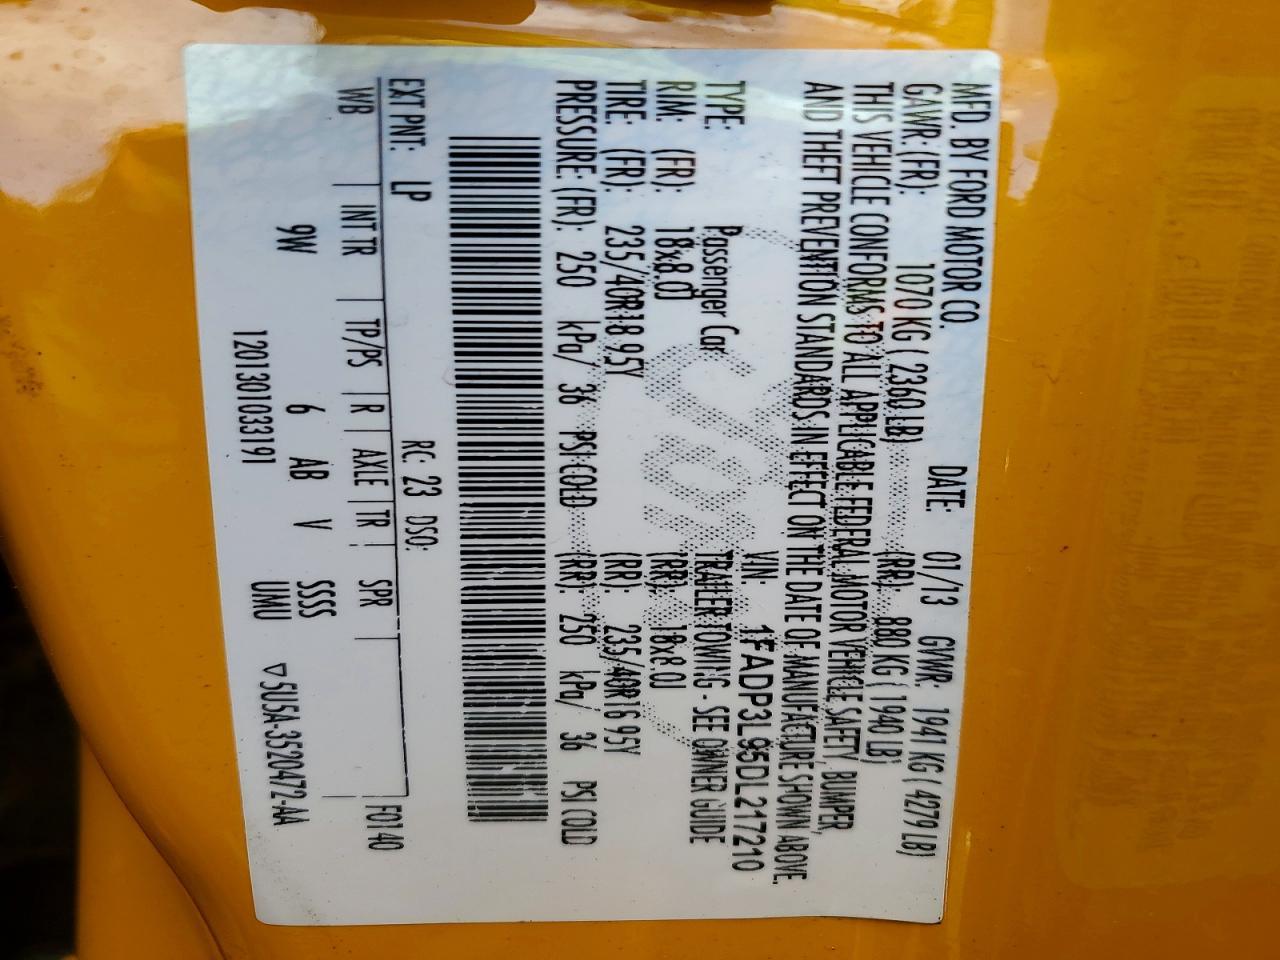 MFD. BY FORD MOTOR CO. DATE: 01/13 GVWR: 1941 KG ( 4279 LB)
GAWR: (FR): 1070 KG ( 2360 LB) (RR): 880 KG ( 1940 LB)
THIS VEHICLE CONFORMS TO ALL APPLICABLE FEDERAL MOTOR VEHICLE SAFETY, BUMPER,
AND THEFT PREVENTION STANDARDS IN EFFECT ON THE DATE OF MANUFACTURE SHOWN ABOVE.
VIN: 1FADP3L95DL217210
TYPE: Passenger Car TRAILER TOWING - SEE OWNER GUIDE
RIM: (FR): 18x8.0J (RR): 18x8.0J
TIRE: (FR): 235/40R18 95Y (RR): 235/40R18 95Y
PRESSURE: (FR): 250 kPa/ 36 PSI COLD (RR): 250 kPa/ 36 PSI COLD
EXT PNT: LP RC: 23 DSO: F0140
WB INT TR TP/PS R AXLE TR SPR
9W 6 AB V SSSS
UMU
1201301033191 5U5A-3520472-AA